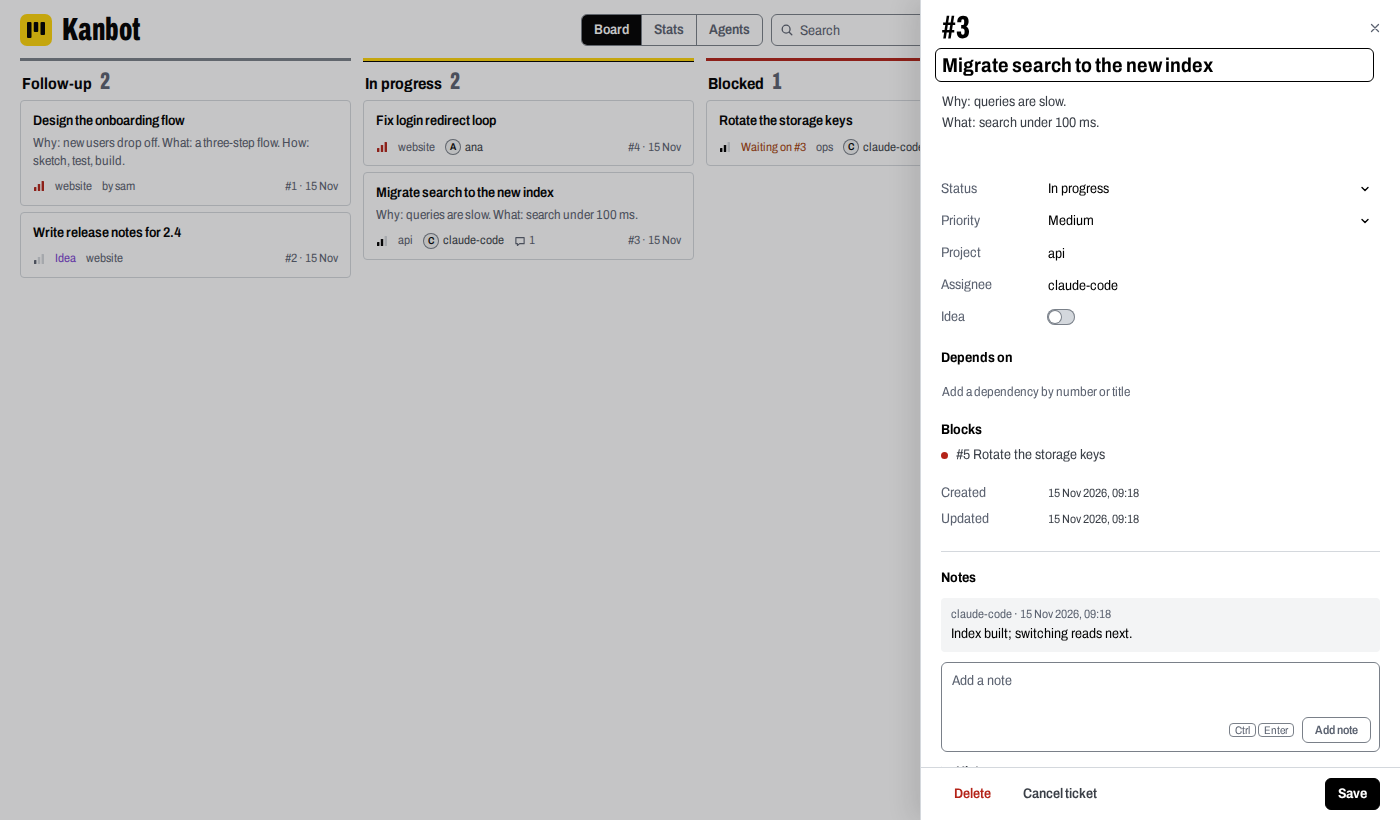 Kanbot
Board
Stats
Agents
Search
Follow-up 2
Design the onboarding flow
Why: new users drop off. What: a three-step flow. How:
sketch, test, build.
website by sam #1 · 15 Nov
Write release notes for 2.4
Idea website #2 · 15 Nov
In progress 2
Fix login redirect loop
website A ana #4 · 15 Nov
Migrate search to the new index
Why: queries are slow. What: search under 100 ms.
api C claude-code 1 #3 · 15 Nov
Blocked 1
Rotate the storage keys
Waiting on #3 ops C claude-code
#3
Migrate search to the new index
Why: queries are slow.
What: search under 100 ms.
Status In progress
Priority Medium
Project api
Assignee claude-code
Idea
Depends on
Add a dependency by number or title
Blocks
#5 Rotate the storage keys
Created 15 Nov 2026, 09:18
Updated 15 Nov 2026, 09:18
Notes
claude-code · 15 Nov 2026, 09:18
Index built; switching reads next.
Add a note
Ctrl Enter Add note
Delete Cancel ticket Save